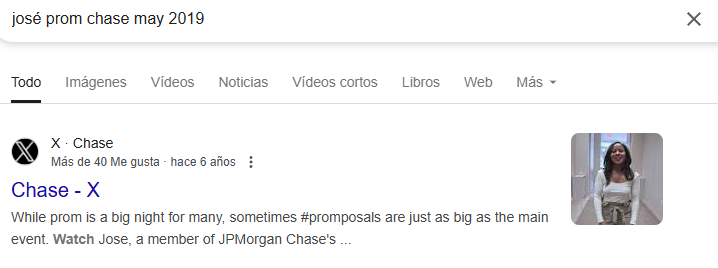 josé prom chase may 2019
Todo Imágenes Vídeos Noticias Vídeos cortos Libros Web Más
X · Chase
Más de 40 Me gusta · hace 6 años
Chase - X
While prom is a big night for many, sometimes #promposals are just as big as the main
event. Watch Jose, a member of JPMorgan Chase's ...